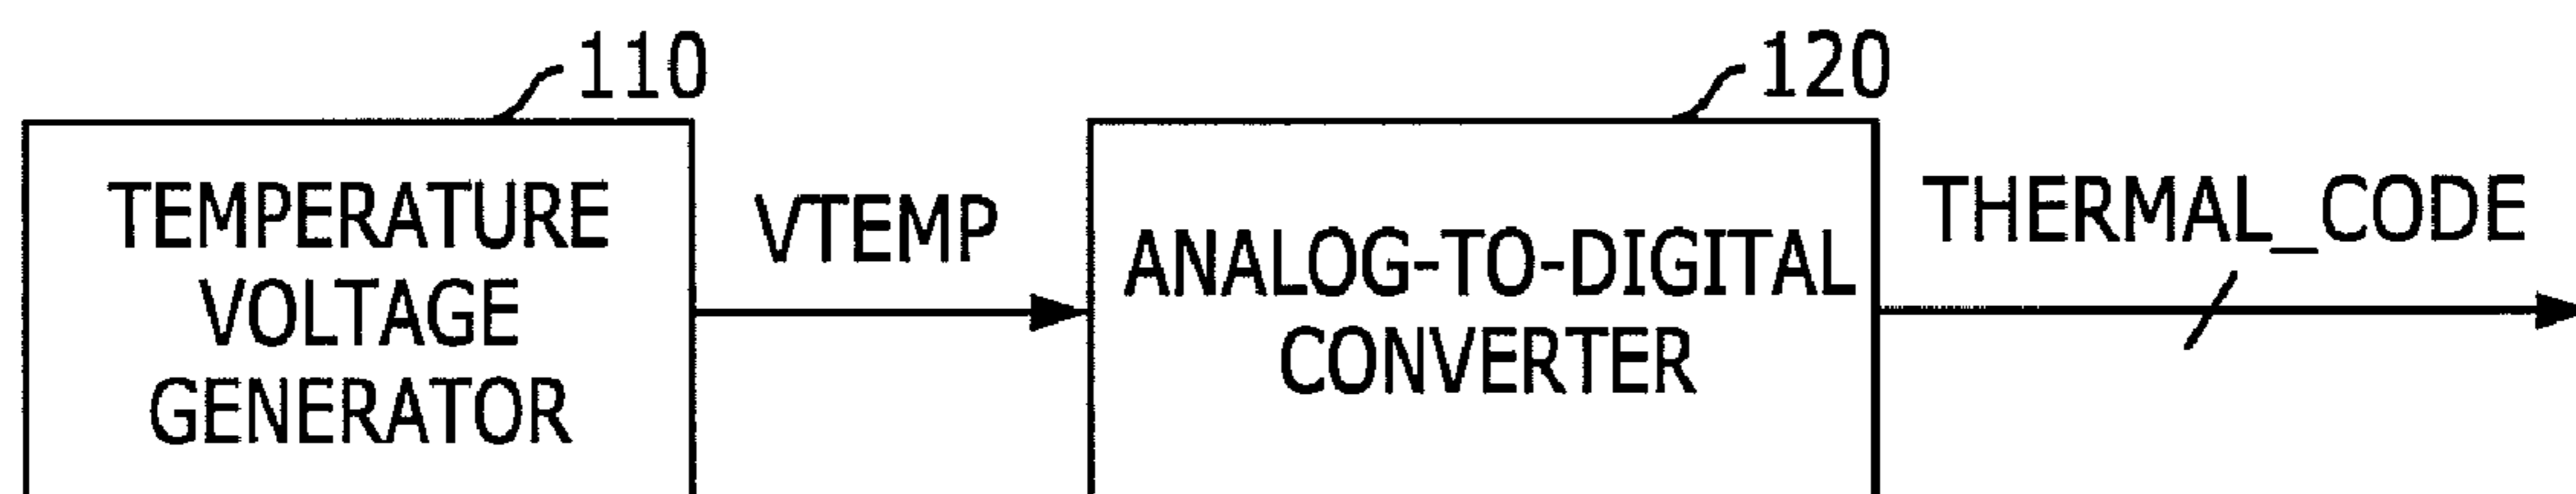 110
120
TEMPERATURE
VOLTAGE
GENERATOR
VTEMP
ANALOG-TO-DIGITAL
CONVERTER
THERMAL_CODE